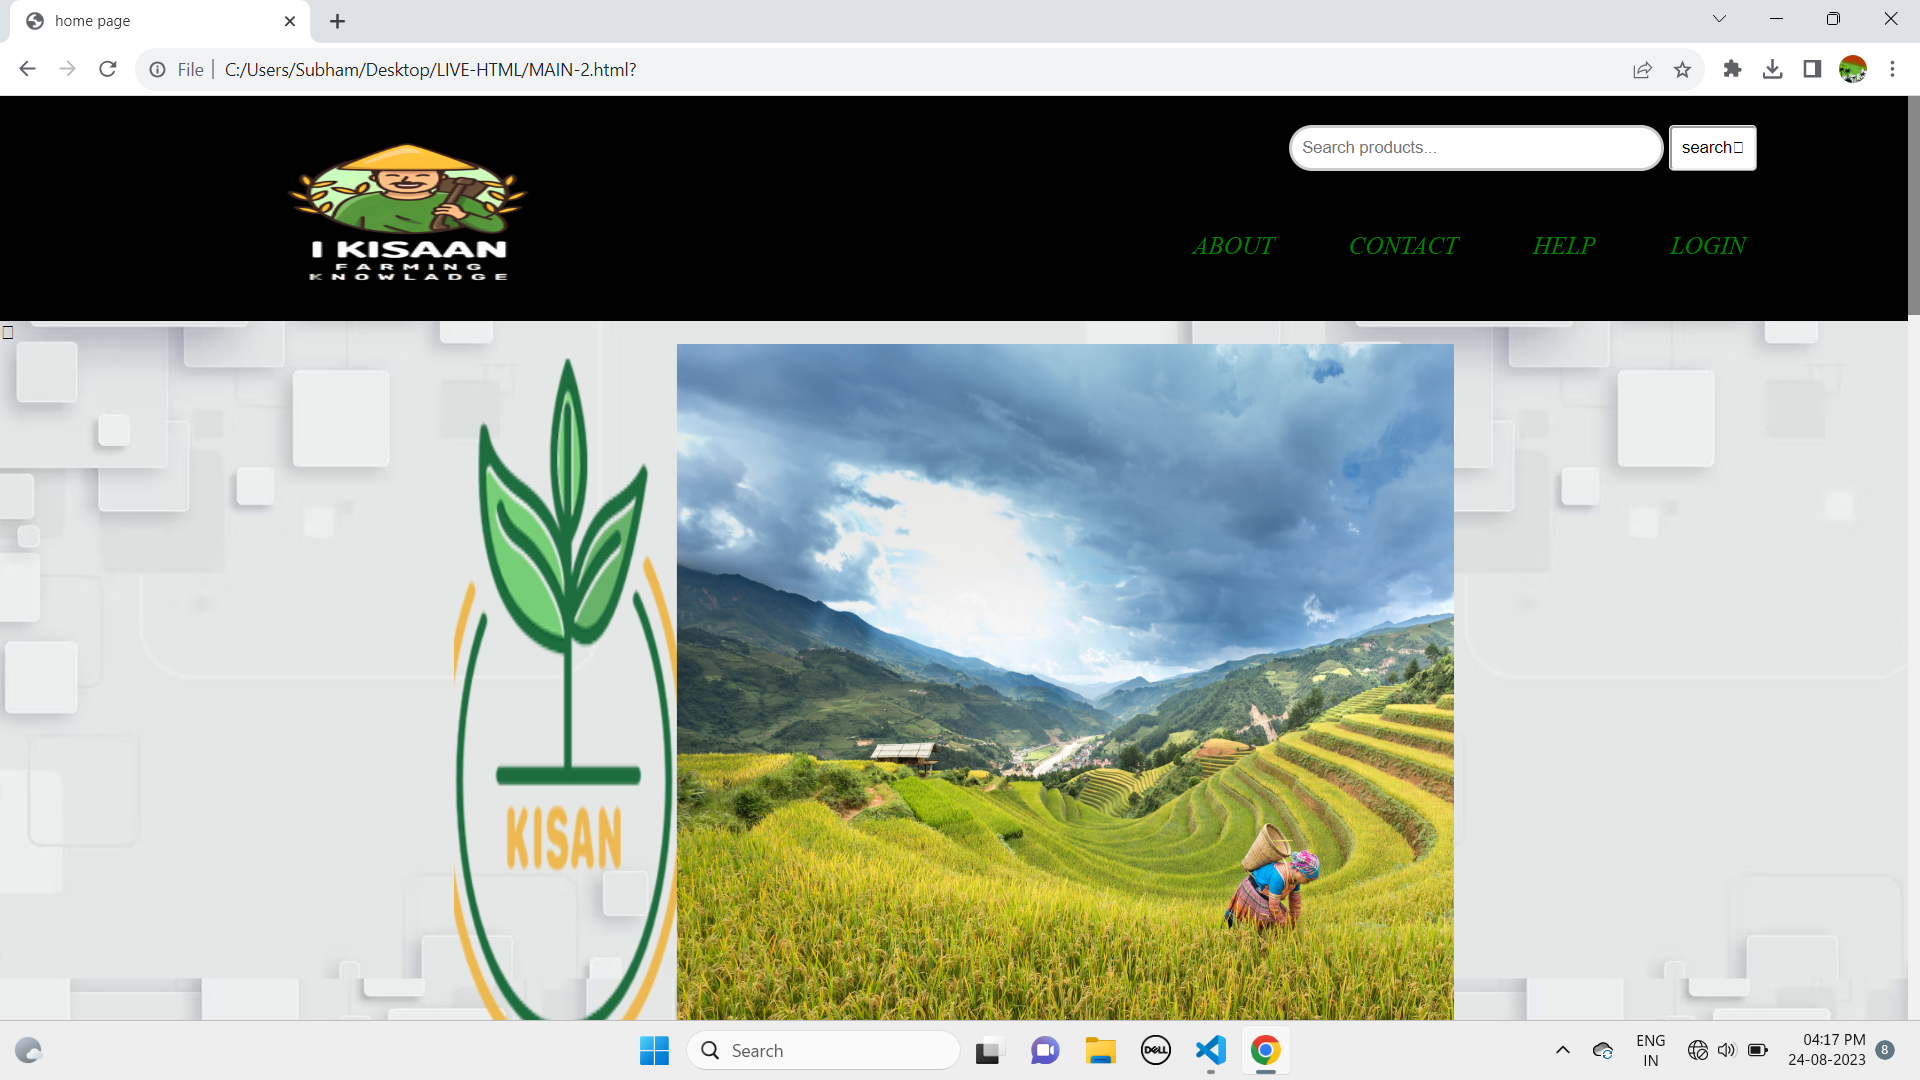 home page
File
C:/Users/Subham/Desktop/LIVE-HTML/MAIN-2.html?
Search products...
search
I KISAAN
FARMING
KNOWLADGE
ABOUT CONTACT HELP LOGIN
KISAN
Search
DELL
ENG
IN
04:17 PM
24-08-2023
8